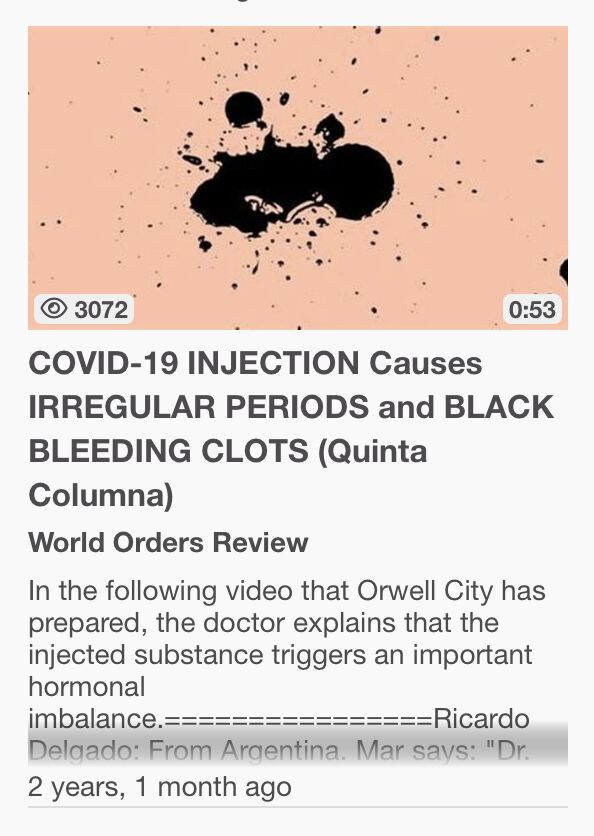 3072
0:53
COVID-19 INJECTION Causes
IRREGULAR PERIODS and BLACK
BLEEDING CLOTS (Quinta
Columna)
World Orders Review
In the following video that Orwell City has
prepared, the doctor explains that the
injected substance triggers an important
hormonal
imbalance.================Ricardo
Delgado: From Argentina. Mar says: "Dr.
2 years, 1 month ago